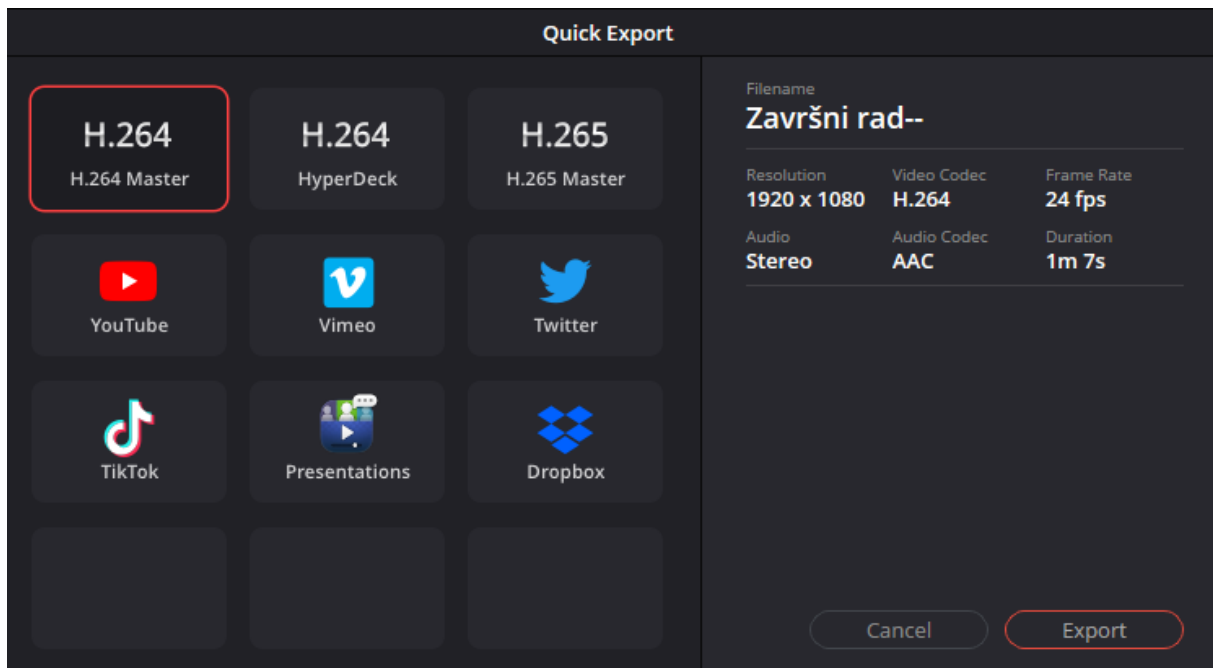 Quick Export
H.264
H.264 Master
H.264
HyperDeck
H.265
H.265 Master
YouTube
Vimeo
Twitter
TikTok
Presentations
Dropbox
Filename
Završni rad--
Resolution
1920 x 1080
Video Codec
H.264
Frame Rate
24 fps
Audio
Stereo
Audio Codec
AAC
Duration
1m 7s
Cancel
Export